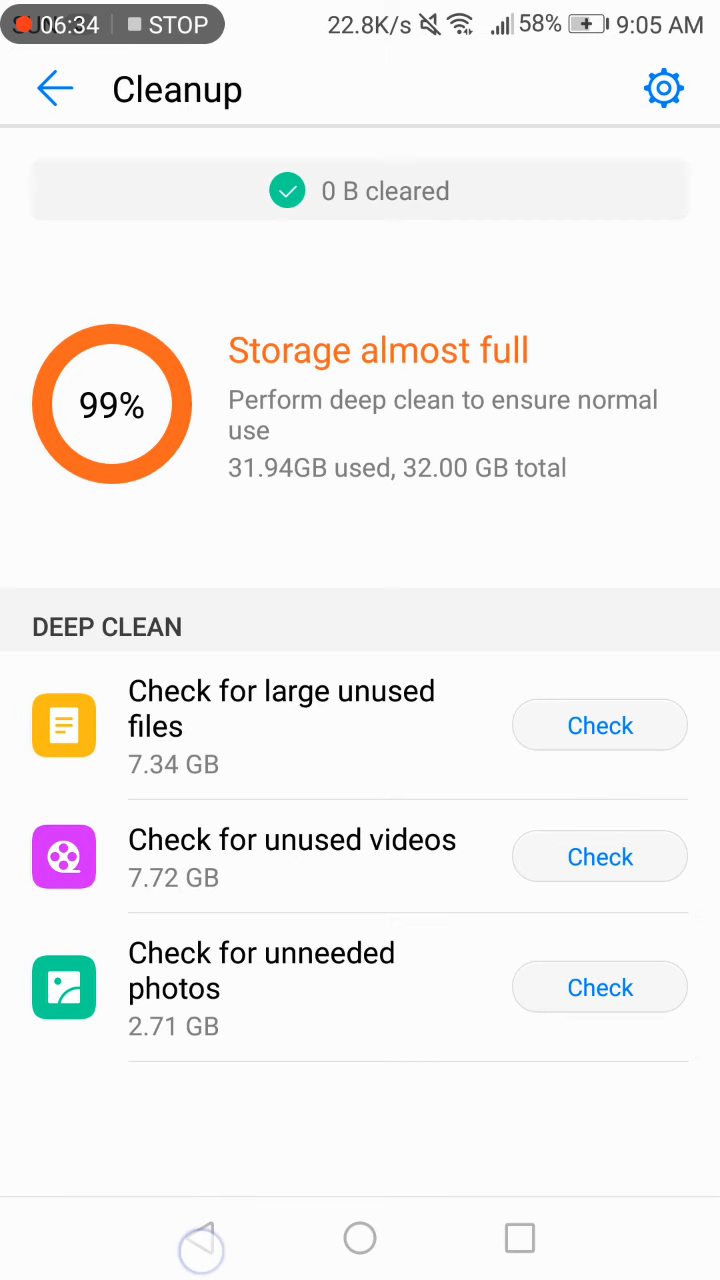 06:34 STOP 22.8K/s 58% 9:05 AM
Cleanup
0 B cleared
99%
Storage almost full
Perform deep clean to ensure normal
use
31.94GB used, 32.00 GB total
DEEP CLEAN
Check for large unused
files
7.34 GB
Check
Check for unused videos
7.72 GB
Check
Check for unneeded
photos
2.71 GB
Check